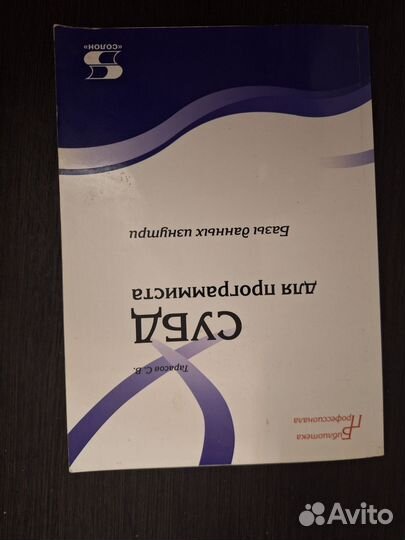 Библиотека
Профессионала
Тарасов С. В.
СУБД
для программиста
Базы данных изнутри
«СОЛОН»
Avito